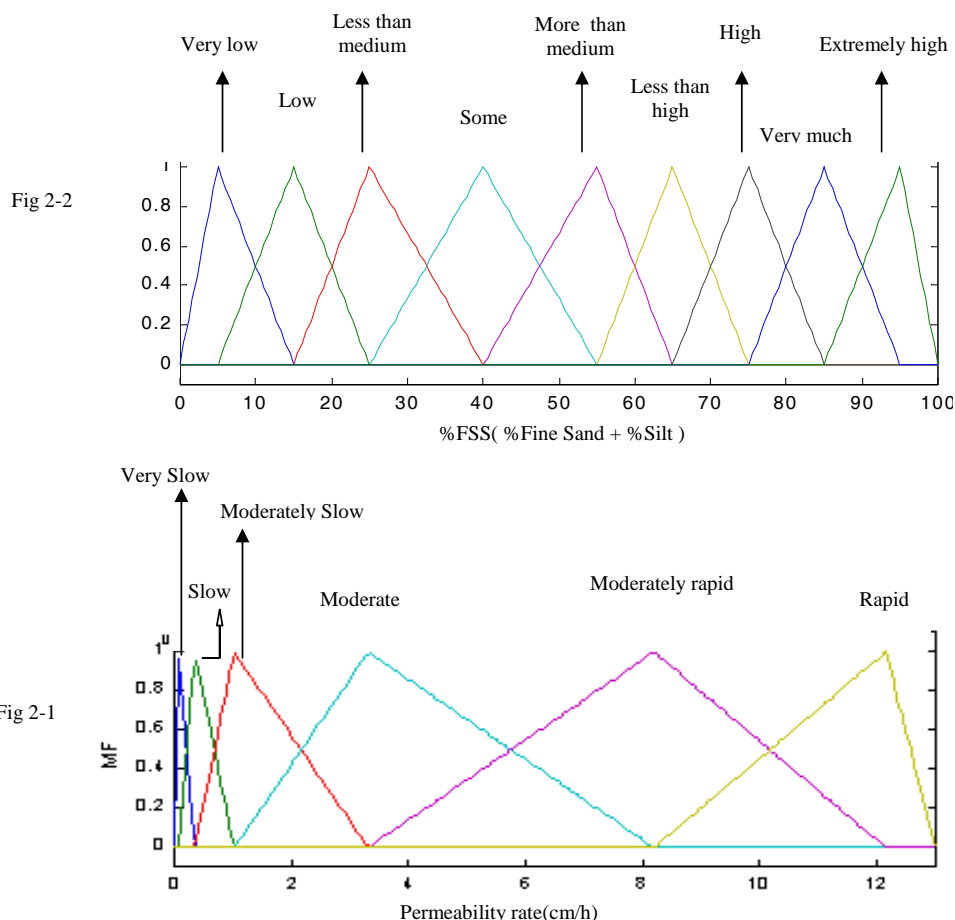 Very low
Less than
medium
More than
medium
High
Extremely high
Low
Some
Less than
high
Very much
Fig 2-2
1
0.8
0.6
0.4
0.2
0
0 10 20 30 40 50 60 70 80 90 100
%FSS( %Fine Sand + %Silt )
Very Slow
Moderately Slow
Slow
Moderate
Moderately rapid
Rapid
Fig 2-1
MF
1
0.8
0.6
0.4
0.2
0
0 2 4 6 8 10 12
Permeability rate(cm/h)